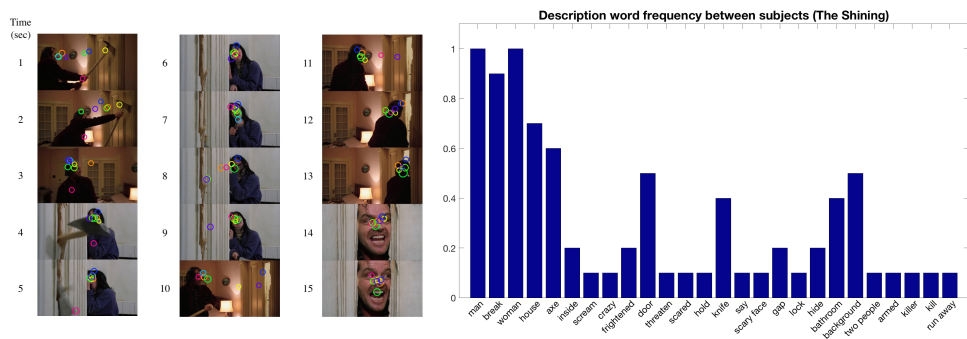 Time
(sec)
1
2
3
4
5
6
7
8
9
10
11
12
13
14
15
Description word frequency between subjects (The Shining)
1
0.8
0.6
0.4
0.2
0
man
break
woman
house
axe
inside
scream
crazy
frightened
door
threaten
scared
hold
knife
say
scary face
gap
lock
hide
bathroom
background
two people
armed
killer
kill
run away